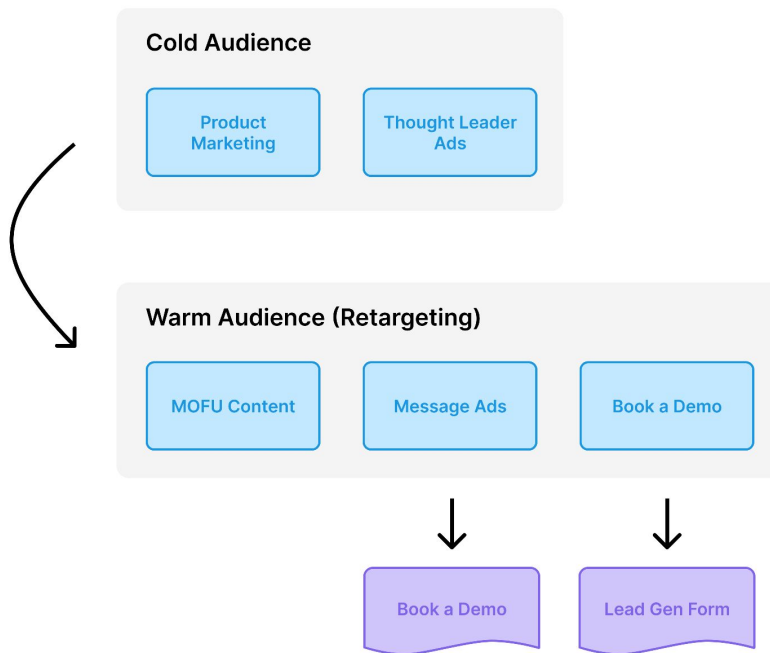 Cold Audience
Product
Marketing
Thought Leader
Ads
Warm Audience (Retargeting)
MOFU Content
Message Ads
Book a Demo
Book a Demo
Lead Gen Form